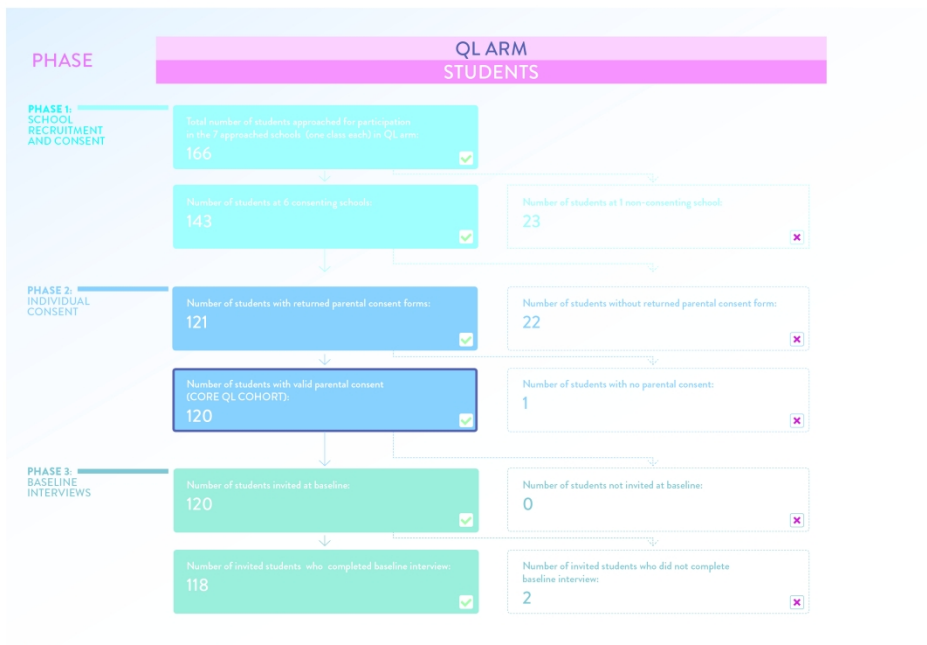 PHASE
QL ARM
STUDENTS
PHASE 1:
SCHOOL
RECRUITMENT
AND CONSENT
Total number of students approached for participation
in the 7 approached schools (one class each) in QL arm:
166
Number of students at 6 consenting schools:
143
Number of students at 1 non-consenting school:
23
PHASE 2:
INDIVIDUAL
CONSENT
Number of students with returned parental consent forms:
121
Number of students without returned parental consent form:
22
Number of students with valid parental consent
(CORE QL COHORT):
120
Number of students with no parental consent:
1
PHASE 3:
BASELINE
INTERVIEWS
Number of students invited at baseline:
120
Number of students not invited at baseline:
0
Number of invited students who completed baseline interview:
118
Number of invited students who did not complete
baseline interview:
2